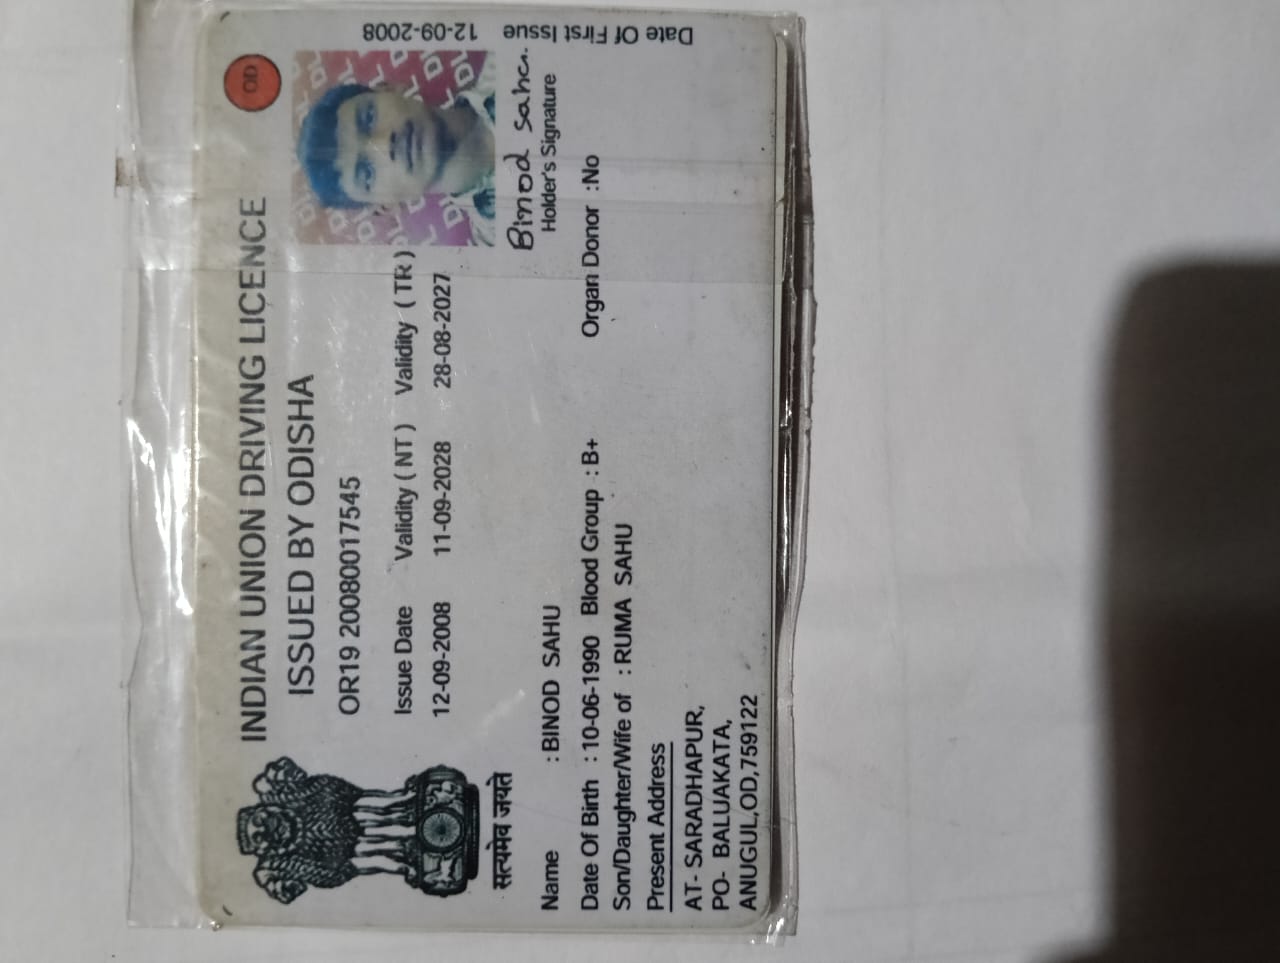 INDIAN UNION DRIVING LICENCE
ISSUED BY ODISHA
OD
OR19 20080017545
Issue Date Validity ( NT ) Validity ( TR )
12-09-2008 11-09-2028 28-08-2027
सत्यमेव जयते
Binod sahu
Holder's Signature
Name : BINOD SAHU
Date Of Birth : 10-06-1990 Blood Group : B+ Organ Donor :No
Son/Daughter/Wife of : RUMA SAHU
Present Address
AT- SARADHAPUR,
PO- BALUAKATA,
ANUGUL,OD,759122
Date Of First Issue 12-09-2008